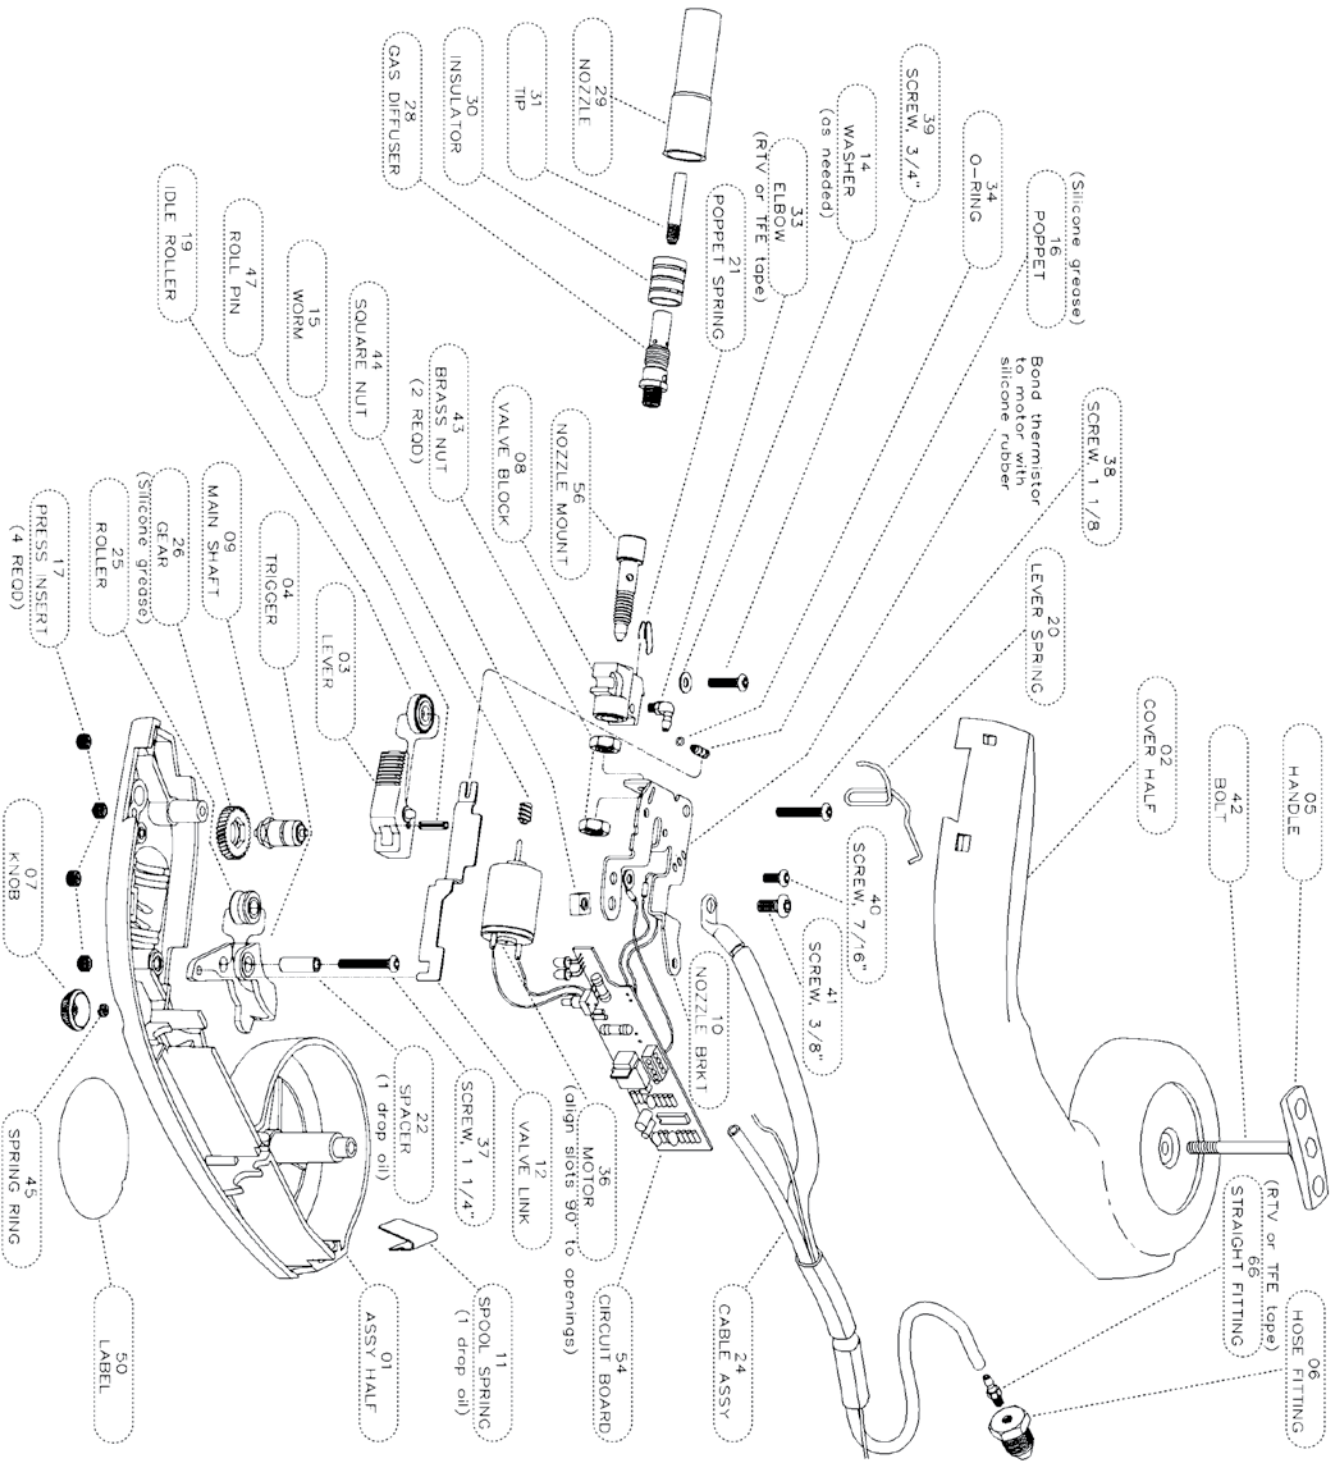 29
NOZZLE
31
TIP
30
INSULATOR
28
GAS DIFFUSER
39
SCREW, 3/4"
14
WASHER
(as needed)
33
ELBOW
(RTV or TFE tape)
21
POPPET SPRING
34
O-RING
(Silicone grease)
16
POPPET
Bond thermistor
to motor with
silicone rubber
38
SCREW, 1 1/8
20
LEVER SPRING
02
COVER HALF
42
BOLT
05
HANDLE
19
IDLE ROLLER
47
ROLL PIN
15
WORM
44
SQUARE NUT
43
BRASS NUT
(2 REQD)
08
VALVE BLOCK
56
NOZZLE MOUNT
40
SCREW, 7/16"
41
SCREW, 3/8"
10
NOZZLE BRKT
17
PRESS INSERT
(4 REQD)
25
ROLLER
26
GEAR
(Silicone grease)
09
MAIN SHAFT
04
TRIGGER
03
LEVER
07
KNOB
45
SPRING RING
50
LABEL
22
SPACER
(1 drop oil)
37
SCREW, 1 1/4"
12
VALVE LINK
36
MOTOR
(align slots 90° to openings)
01
ASSY HALF
11
SPOOL SPRING
(1 drop oil)
54
CIRCUIT BOARD
24
CABLE ASSY
(RTV or TFE tape)
66
STRAIGHT FITTING
06
HOSE FITTING